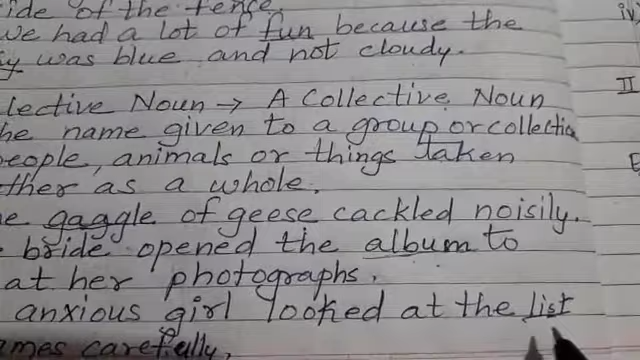 ide of the fence.
we had a lot of fun because the
y was blue and not cloudy.
lective Noun → A Collective Noun
he name given to a group or collection
people, animals or things taken
ther as a whole.
e gaggle of geese cackled noisily.
bride opened the album to
at her photographs.
anxious girl looked at the list
ames carefully,
II